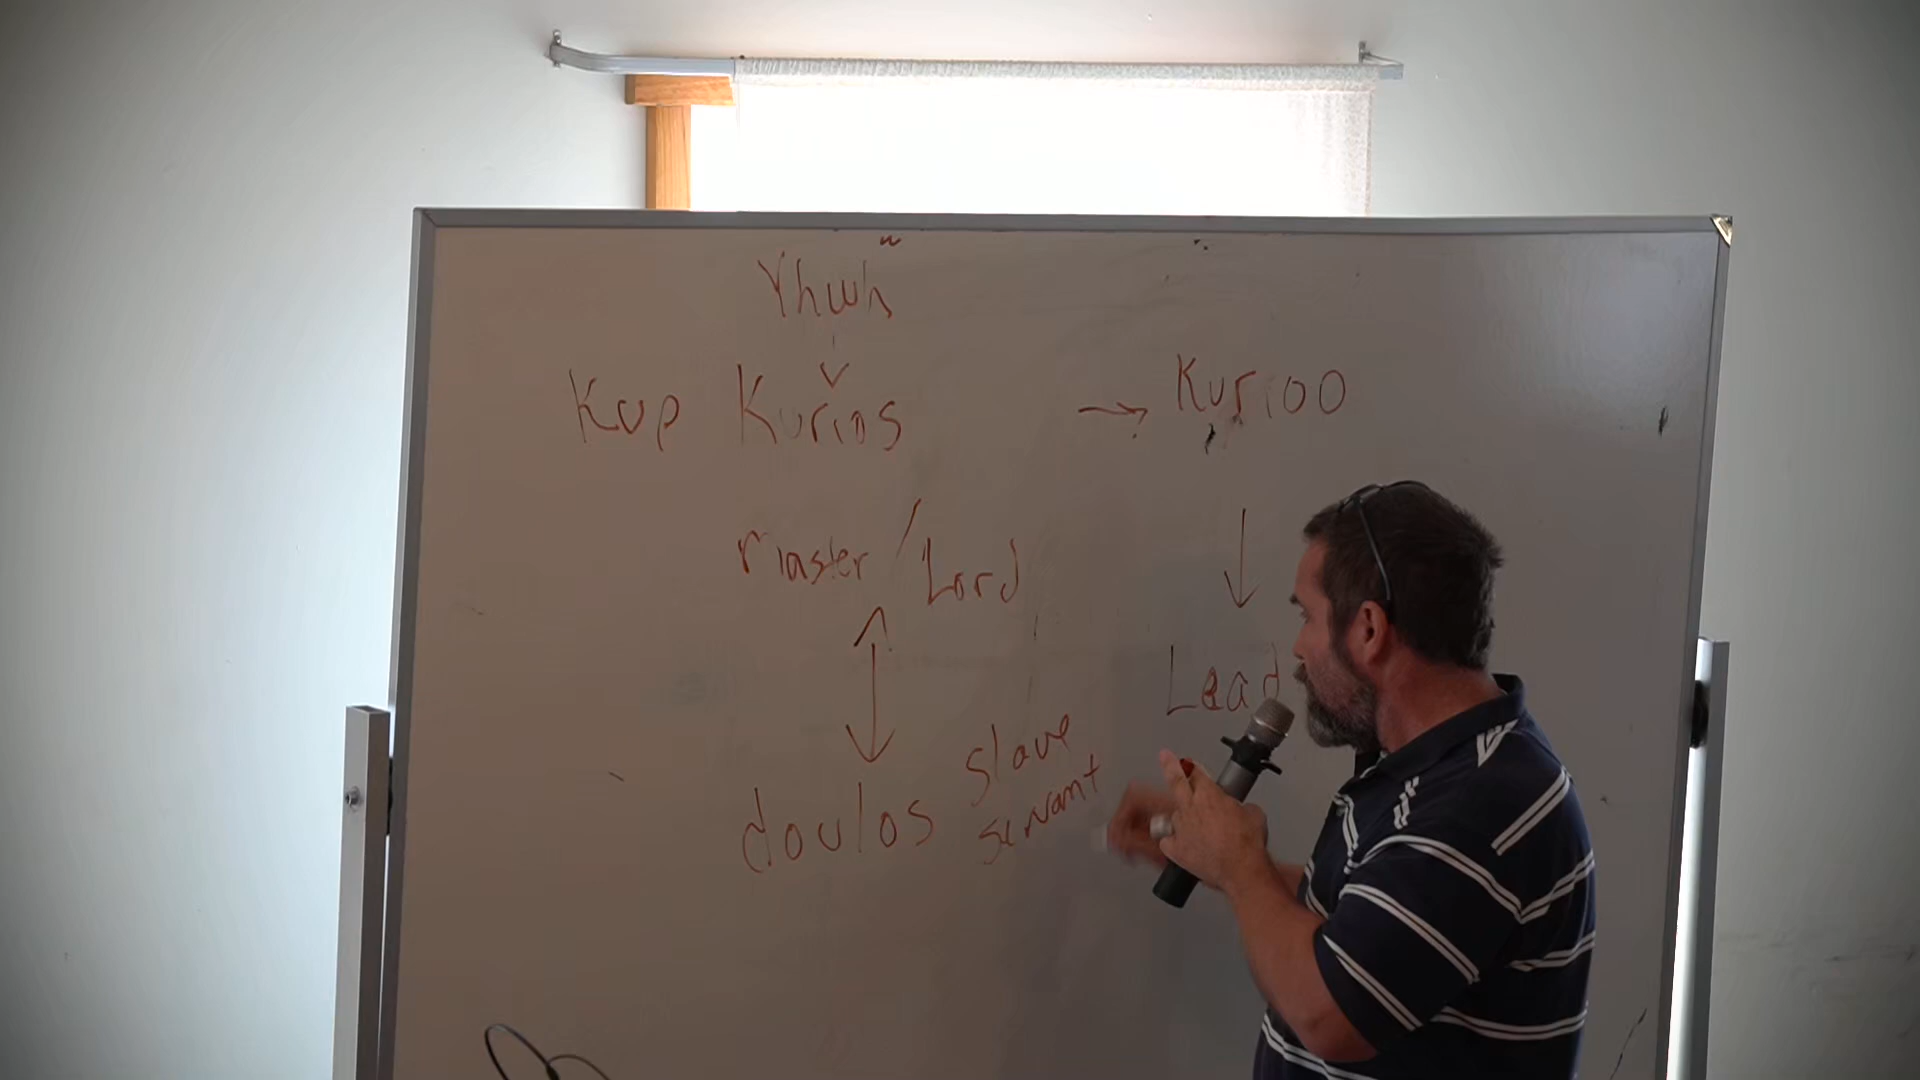 Yhwh
Kup Kurios → Kurioo
master / Lord
Lead
slave
doulos servant